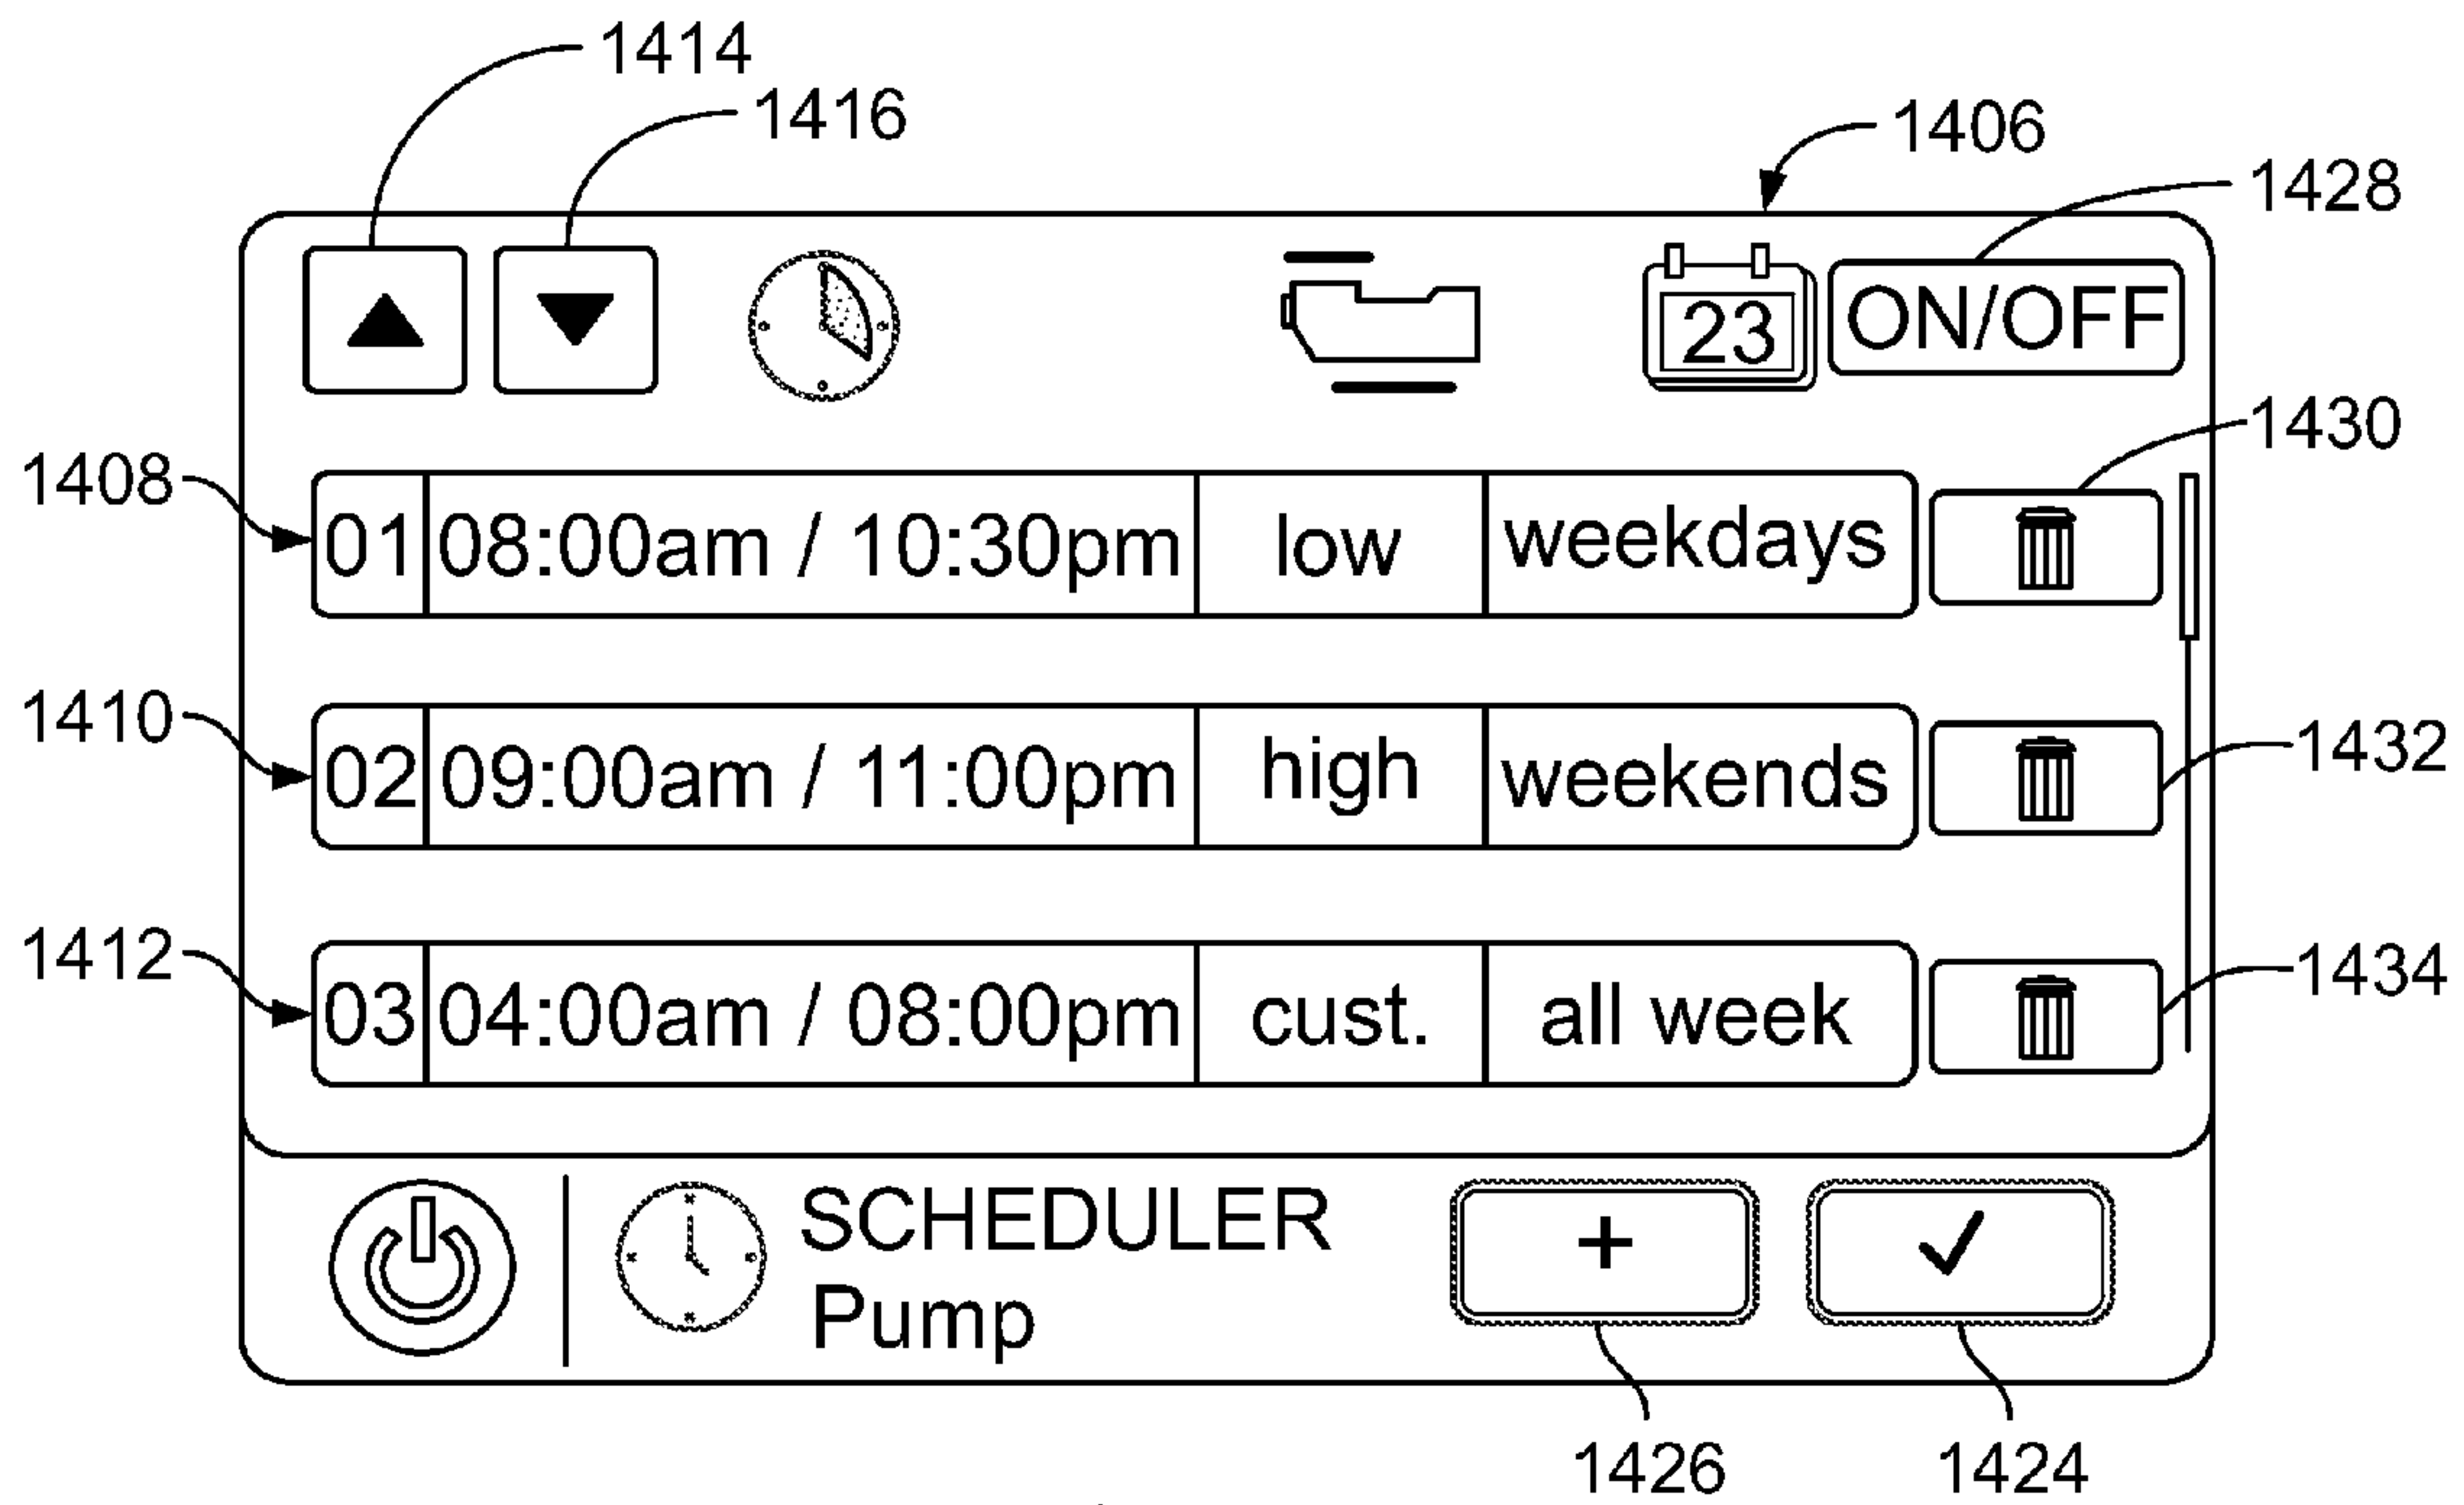 1414
1416
1406
1428
23 ON/OFF
1430
1408
01 08:00am / 10:30pm low weekdays
1410
02 09:00am / 11:00pm high weekends
1432
1412
03 04:00am / 08:00pm cust. all week
1434
SCHEDULER
Pump
+
1426
1424